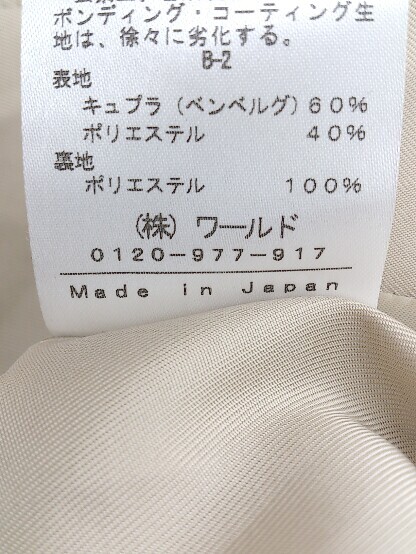 ボンディング・コーティング生
地は、徐々に劣化する。
B-2
表地
キュプラ（ベンベルグ）60%
ポリエステル 40%
裏地
ポリエステル 100%
（株）ワールド
0120-977-917
Made in Japan